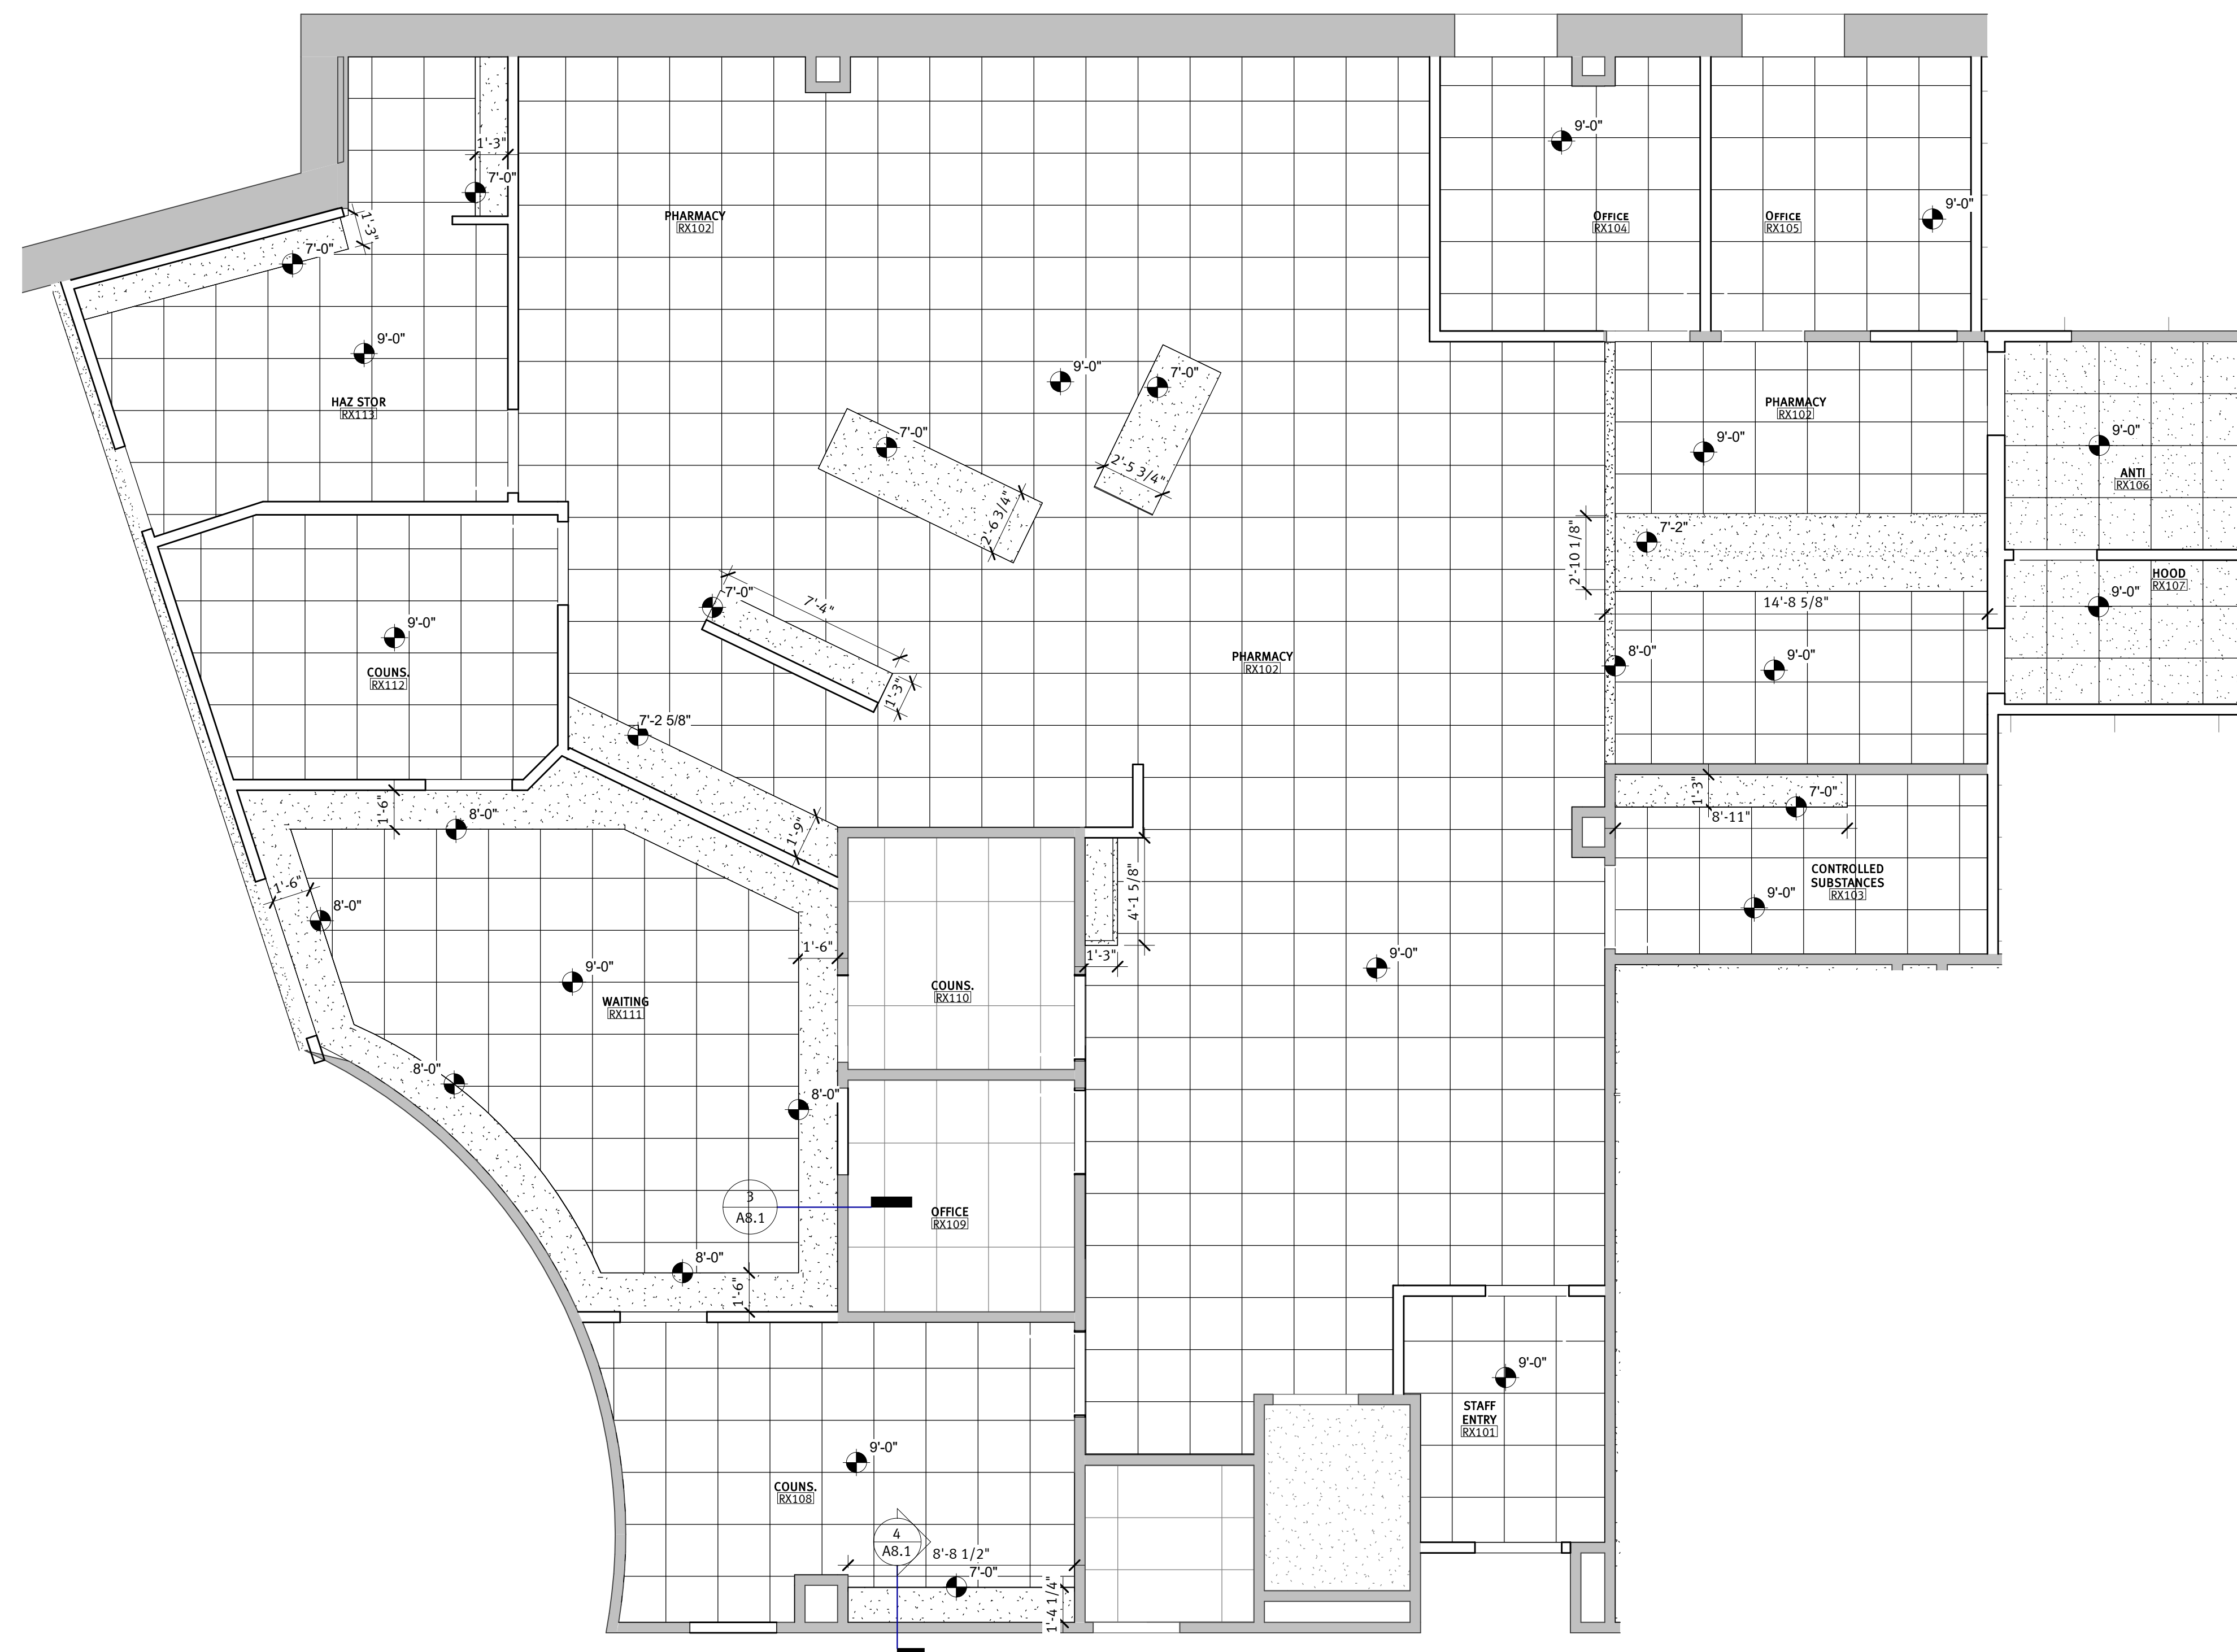 9'-0"
1'-3"
7'-0"
9'-0"
PHARMACY
RX102
OFFICE
RX104
OFFICE
RX105
1'-3"
7'-0"
9'-0"
9'-0"
7'-0"
HAZ STOR
RX113
PHARMACY
RX102
7'-0"
9'-0"
9'-0"
2'-5 3/4"
ANTI
RX106
2'-6 3/4"
7'-2"
2'-10 1/8"
HOOD
RX107
7'-0"
7'-4"
14'-8 5/8"
9'-0"
9'-0"
8'-0"
9'-0"
PHARMACY
RX102
COUNS.
RX112
1'-3"
7'-2 5/8"
1'-3"
7'-0"
1'-6"
8'-0"
8'-11"
1'-9"
CONTROLLED
SUBSTANCES
RX103
9'-0"
1'-6"
8'-0"
4'-1 5/8"
1'-6"
1'-3"
9'-0"
9'-0"
WAITING
RX111
COUNS.
RX110
8'-0"
8'-0"
3
A8.1
OFFICE
RX109
8'-0"
1'-6"
9'-0"
STAFF
ENTRY
RX101
9'-0"
COUNS.
RX108
4
A8.1
8'-8 1/2"
7'-0"
1'-4 1/4"